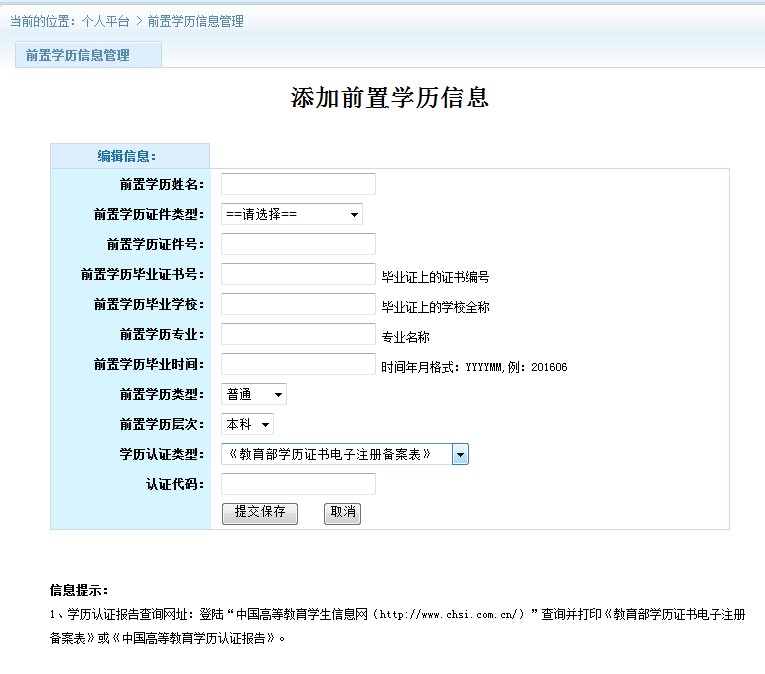 当前的位置：个人平台 > 前置学历信息管理
前置学历信息管理
添加前置学历信息
编辑信息：
前置学历姓名：
前置学历证件类型： ==请选择==
前置学历证件号：
前置学历毕业证书号： 毕业证上的证书编号
前置学历毕业学校： 毕业证上的学校全称
前置学历专业： 专业名称
前置学历毕业时间： 时间年月格式：YYYYMM,例：201606
前置学历类型： 普通
前置学历层次： 本科
学历认证类型： 《教育部学历证书电子注册备案表》
认证代码：
提交保存 取消
信息提示：
1、学历认证报告查询网址：登陆“中国高等教育学生信息网（http://www.chsi.com.cn/）”查询并打印《教育部学历证书电子注册
备案表》或《中国高等教育学历认证报告》。